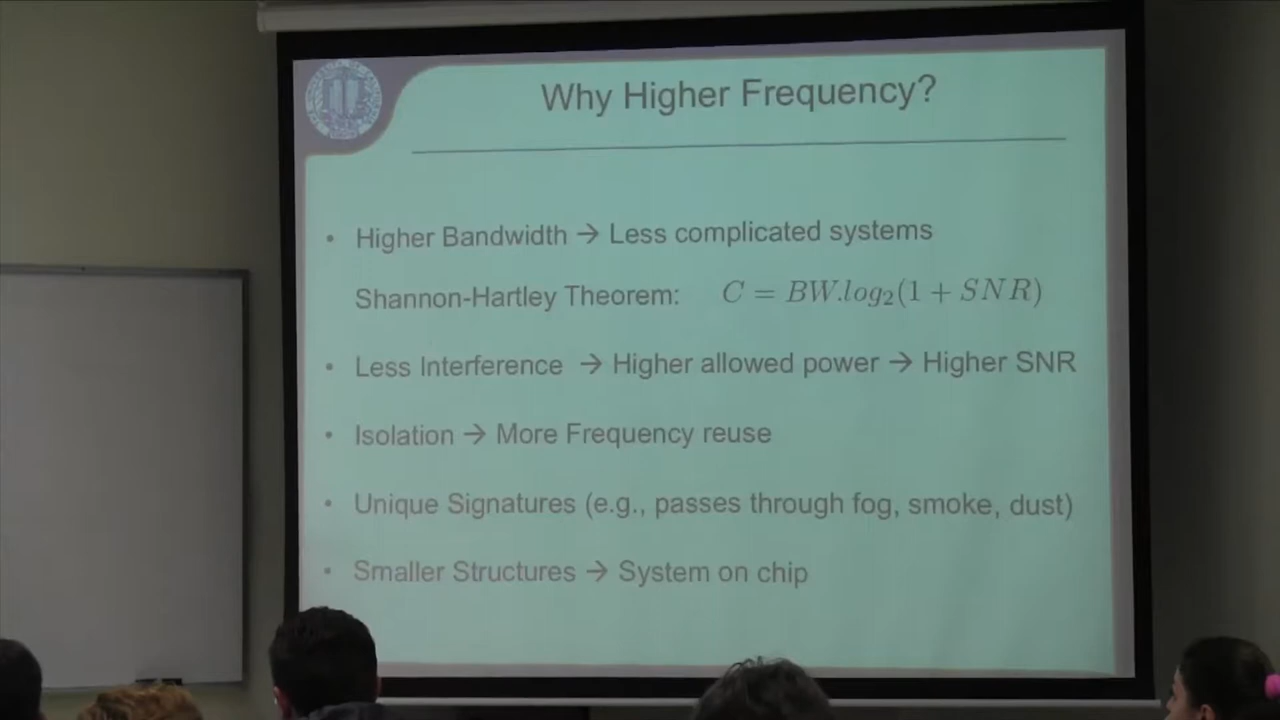 Why Higher Frequency?
• Higher Bandwidth → Less complicated systems
Shannon-Hartley Theorem: C = BW.log₂(1 + SNR)
• Less Interference → Higher allowed power → Higher SNR
• Isolation → More Frequency reuse
• Unique Signatures (e.g., passes through fog, smoke, dust)
• Smaller Structures → System on chip